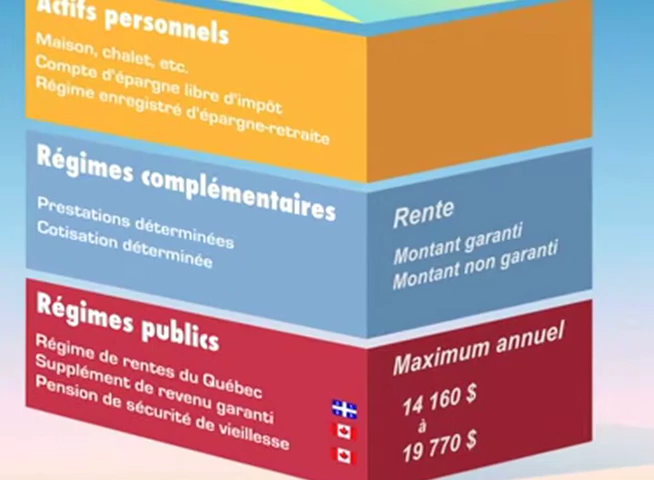 Actifs personnels
Maison, chalet, etc.
Compte d'épargne libre d'impôt
Régime enregistré d'épargne-retraite
Régimes complémentaires
Prestations déterminées
Cotisation déterminée
Rente
Montant garanti
Montant non garanti
Régimes publics
Régime de rentes du Québec
Supplément de revenu garanti
Pension de sécurité de vieillesse
Maximum annuel
14 160 $
à
19 770 $